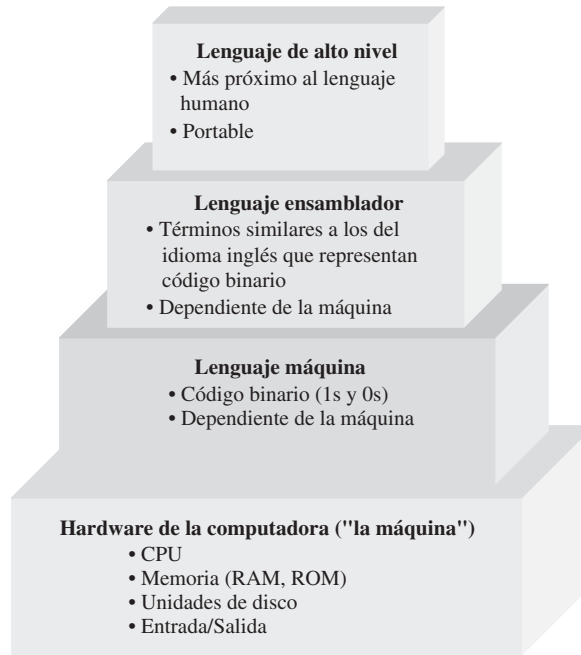 Lenguaje de alto nivel
• Más próximo al lenguaje
humano
• Portable
Lenguaje ensamblador
• Términos similares a los del
idioma inglés que representan
código binario
• Dependiente de la máquina
Lenguaje máquina
• Código binario (1s y 0s)
• Dependiente de la máquina
Hardware de la computadora ("la máquina")
• CPU
• Memoria (RAM, ROM)
• Unidades de disco
• Entrada/Salida